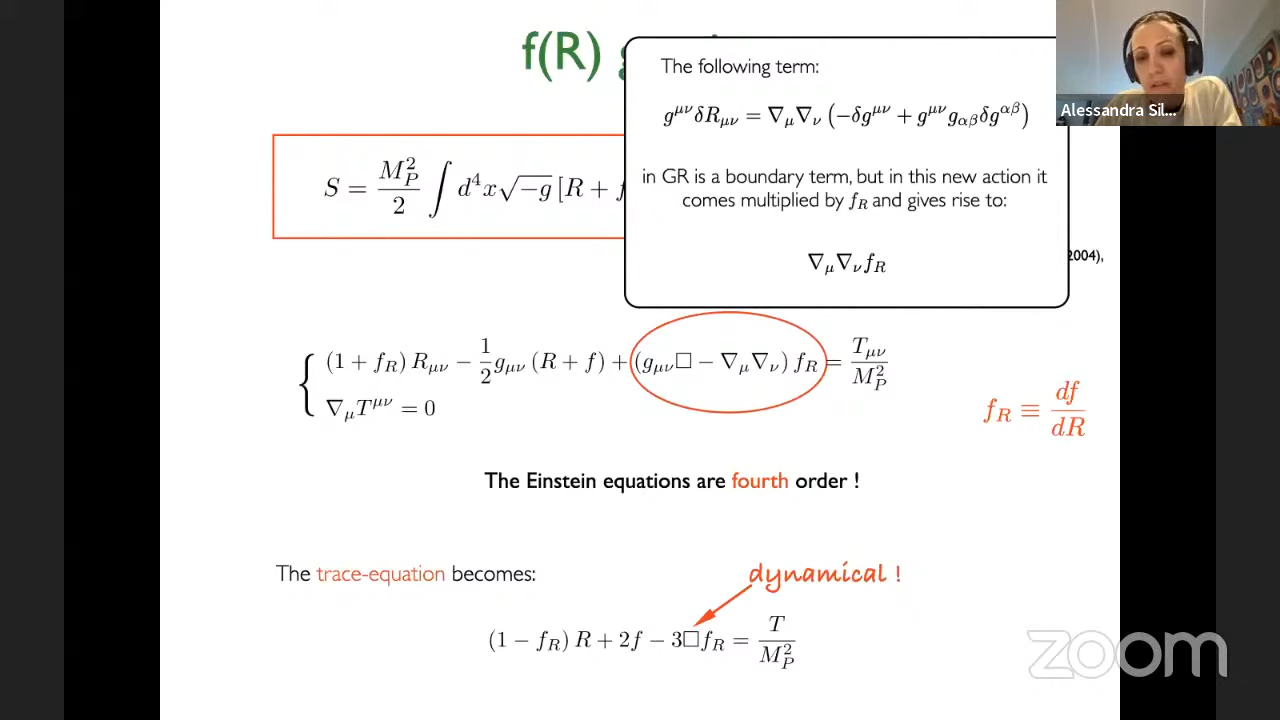 f(R)
The following term:
g^{μν}δR_{μν} = ∇_μ∇_ν (−δg^{μν} + g^{μν}g_{αβ}δg^{αβ})
Alessandra Sil...
in GR is a boundary term, but in this new action it
comes multiplied by f_R and gives rise to:
S = M_P^2/2 ∫ d^4x√−g [R + f
∇_μ∇_ν f_R
2004),
(1 + f_R) R_{μν} − 1/2 g_{μν} (R + f) + (g_{μν}□ − ∇_μ∇_ν) f_R = T_{μν}/M_P^2
∇_μT^{μν} = 0
f_R ≡ df/dR
The Einstein equations are fourth order !
The trace-equation becomes:
dynamical !
(1 − f_R) R + 2f − 3□f_R = T/M_P^2
zoom